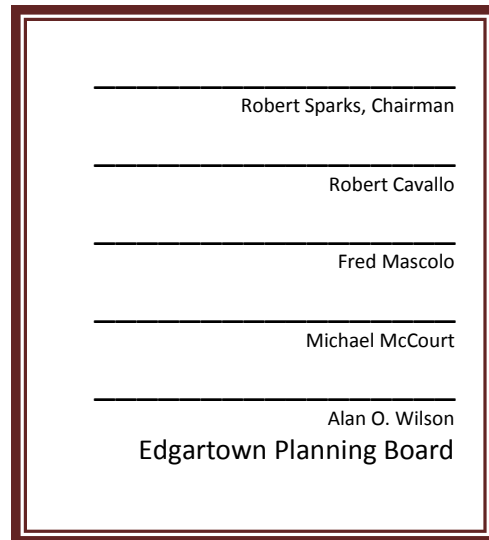 Robert Sparks, Chairman
Robert Cavallo
Fred Mascolo
Michael McCourt
Alan O. Wilson
Edgartown Planning Board